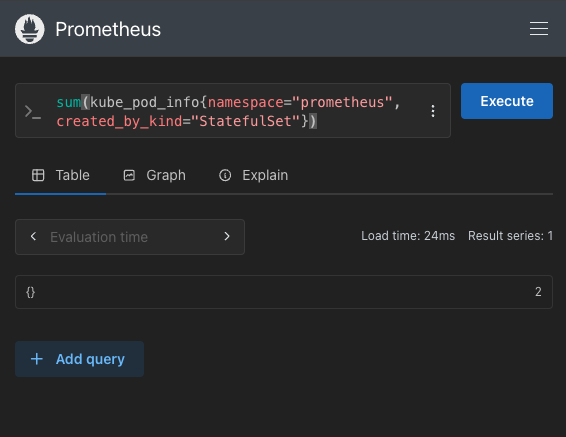 Prometheus
sum(kube_pod_info{namespace="prometheus",
created_by_kind="StatefulSet"})
Execute
Table
Graph
Explain
Evaluation time
Load time: 24ms
Result series: 1
{}
2
Add query